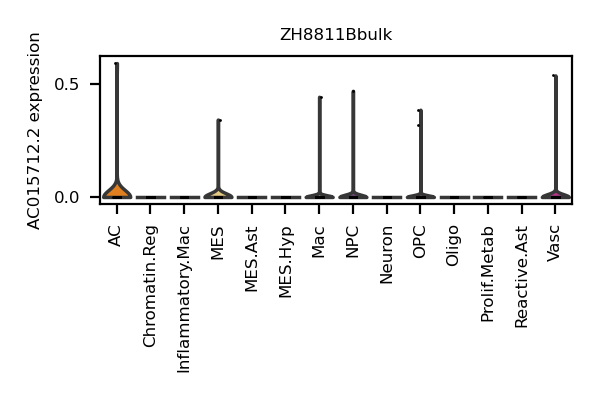 ZH8811Bbulk
AC015712.2 expression
0.5
0.0
AC
Chromatin.Reg
Inflammatory.Mac
MES
MES.Ast
MES.Hyp
Mac
NPC
Neuron
OPC
Oligo
Prolif.Metab
Reactive.Ast
Vasc